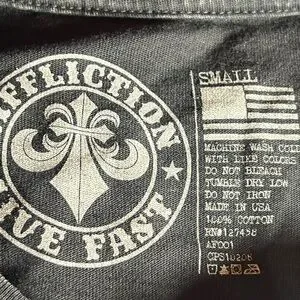 AFFLICTION
LIVE FAST
SMALL
MACHINE WASH COLD
WITH LIKE COLORS
DO NOT BLEACH
TUMBLE DRY LOW
DO NOT IRON
MADE IN USA
100% COTTON
RN#127458
AF001
CPS10208